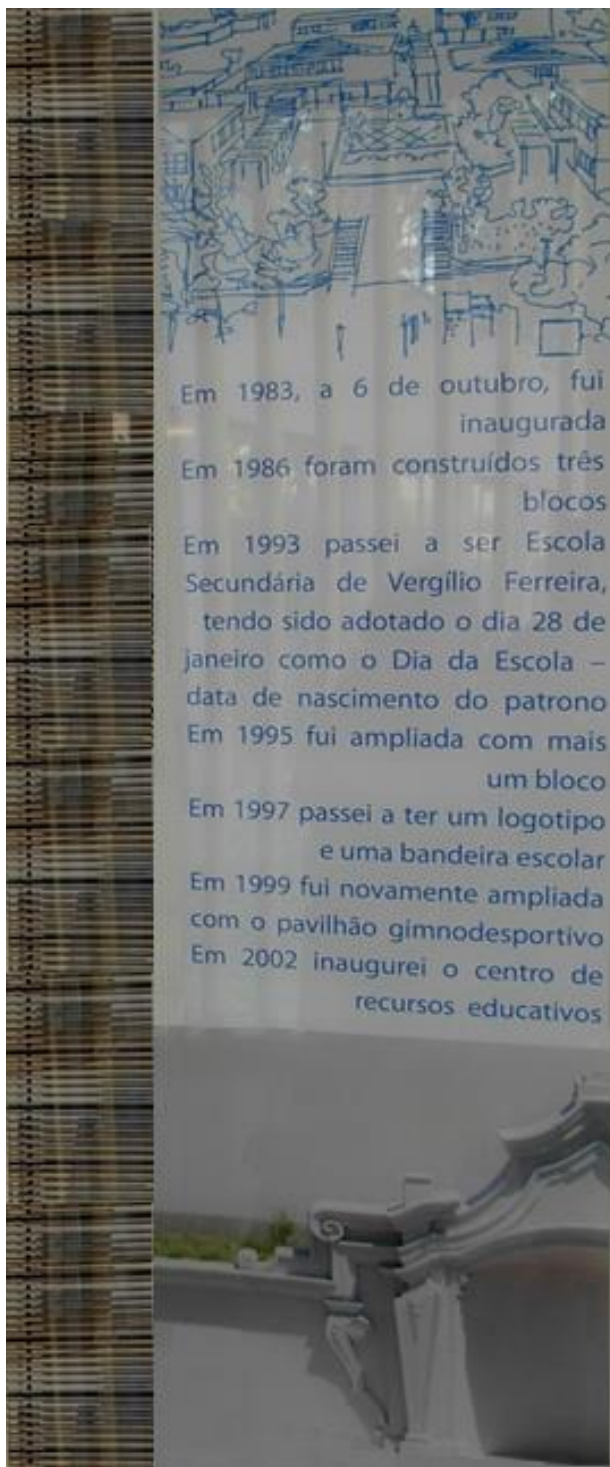 Em 1983, a 6 de outubro, fui
inaugurada
Em 1986 foram construídos três
blocos
Em 1993 passei a ser Escola
Secundária de Vergílio Ferreira,
tendo sido adotado o dia 28 de
janeiro como o Dia da Escola –
data de nascimento do patrono
Em 1995 fui ampliada com mais
um bloco
Em 1997 passei a ter um logotipo
e uma bandeira escolar
Em 1999 fui novamente ampliada
com o pavilhão gimnodesportivo
Em 2002 inaugurei o centro de
recursos educativos